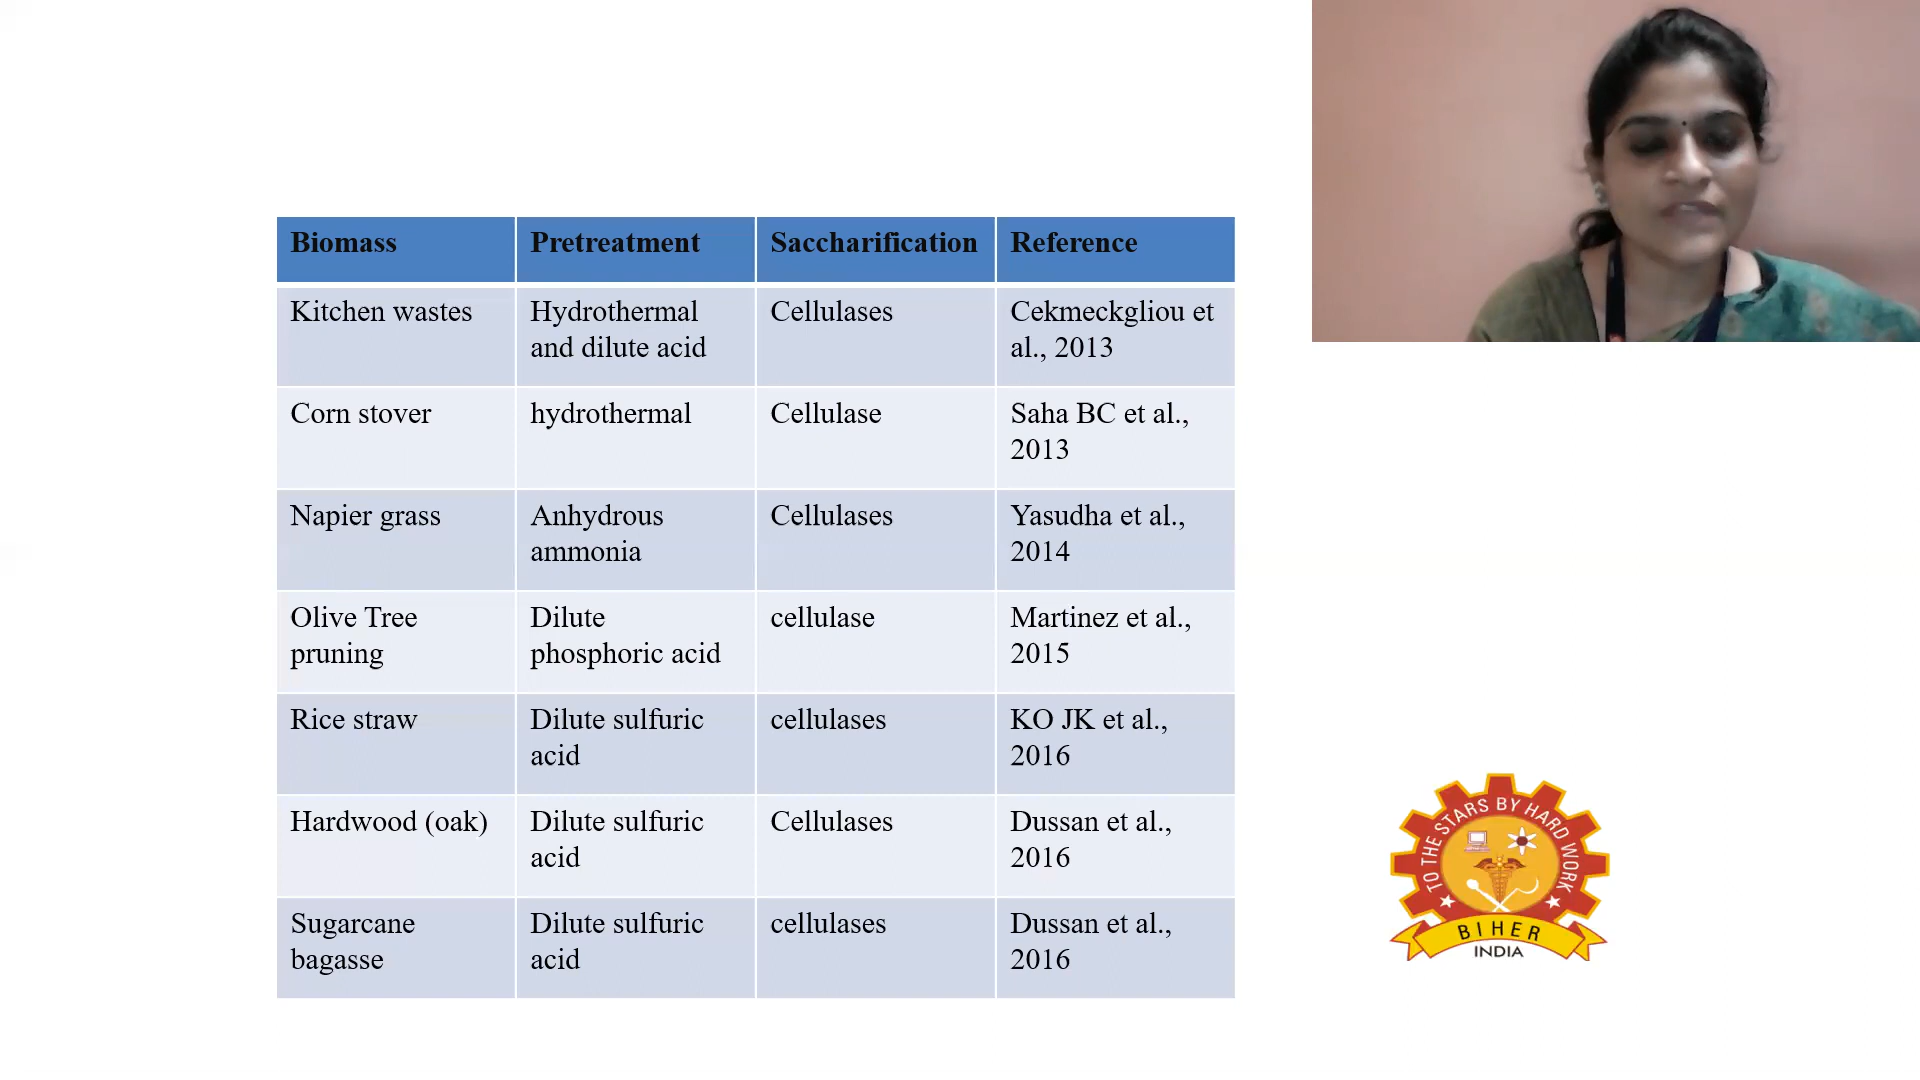 Biomass Pretreatment Saccharification Reference
Kitchen wastes Hydrothermal and dilute acid Cellulases Cekmeckgliou et al., 2013
Corn stover hydrothermal Cellulase Saha BC et al., 2013
Napier grass Anhydrous ammonia Cellulases Yasudha et al., 2014
Olive Tree pruning Dilute phosphoric acid cellulase Martinez et al., 2015
Rice straw Dilute sulfuric acid cellulases KO JK et al., 2016
Hardwood (oak) Dilute sulfuric acid Cellulases Dussan et al., 2016
Sugarcane bagasse Dilute sulfuric acid cellulases Dussan et al., 2016
TO THE STARS BY HARD WORK
BIHER
INDIA